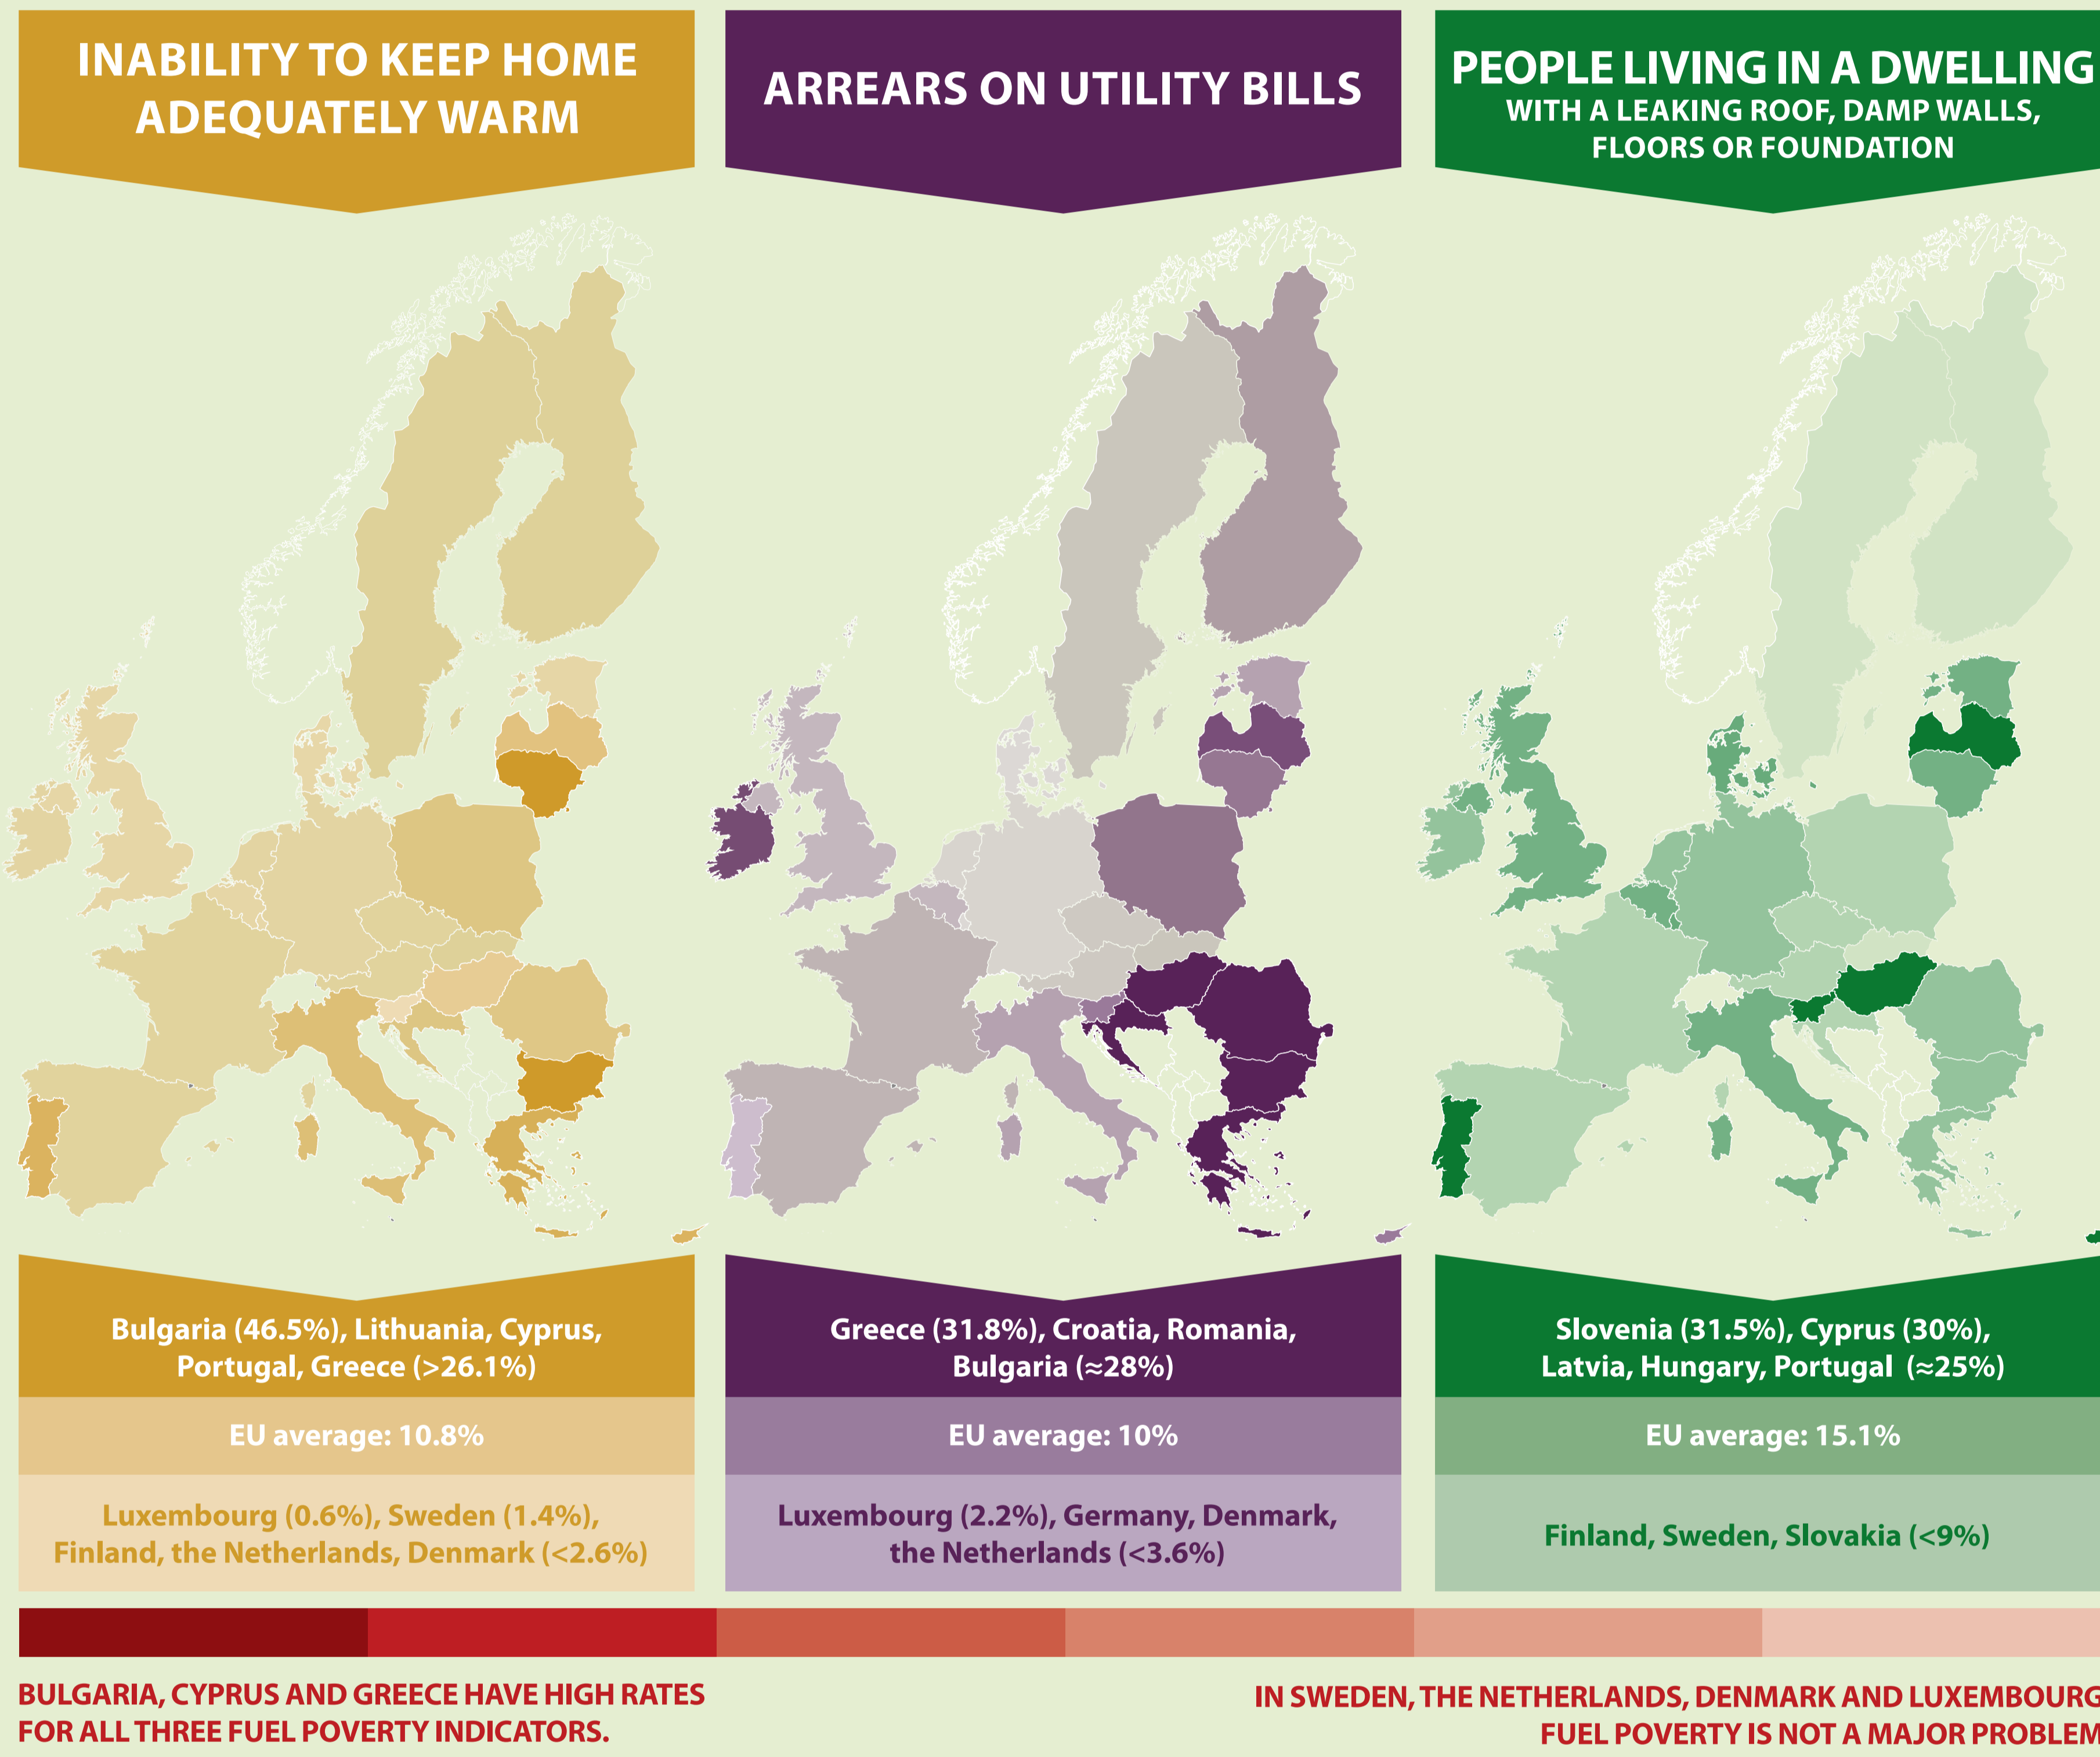 INABILITY TO KEEP HOME
ADEQUATELY WARM
ARREARS ON UTILITY BILLS
PEOPLE LIVING IN A DWELLING
WITH A LEAKING ROOF, DAMP WALLS,
FLOORS OR FOUNDATION
Bulgaria (46.5%), Lithuania, Cyprus,
Portugal, Greece (>26.1%)
EU average: 10.8%
Luxembourg (0.6%), Sweden (1.4%),
Finland, the Netherlands, Denmark (<2.6%)
Greece (31.8%), Croatia, Romania,
Bulgaria (≈28%)
EU average: 10%
Luxembourg (2.2%), Germany, Denmark,
the Netherlands (<3.6%)
Slovenia (31.5%), Cyprus (30%),
Latvia, Hungary, Portugal (≈25%)
EU average: 15.1%
Finland, Sweden, Slovakia (<9%)
BULGARIA, CYPRUS AND GREECE HAVE HIGH RATES
FOR ALL THREE FUEL POVERTY INDICATORS.
IN SWEDEN, THE NETHERLANDS, DENMARK AND LUXEMBOURG
FUEL POVERTY IS NOT A MAJOR PROBLEM